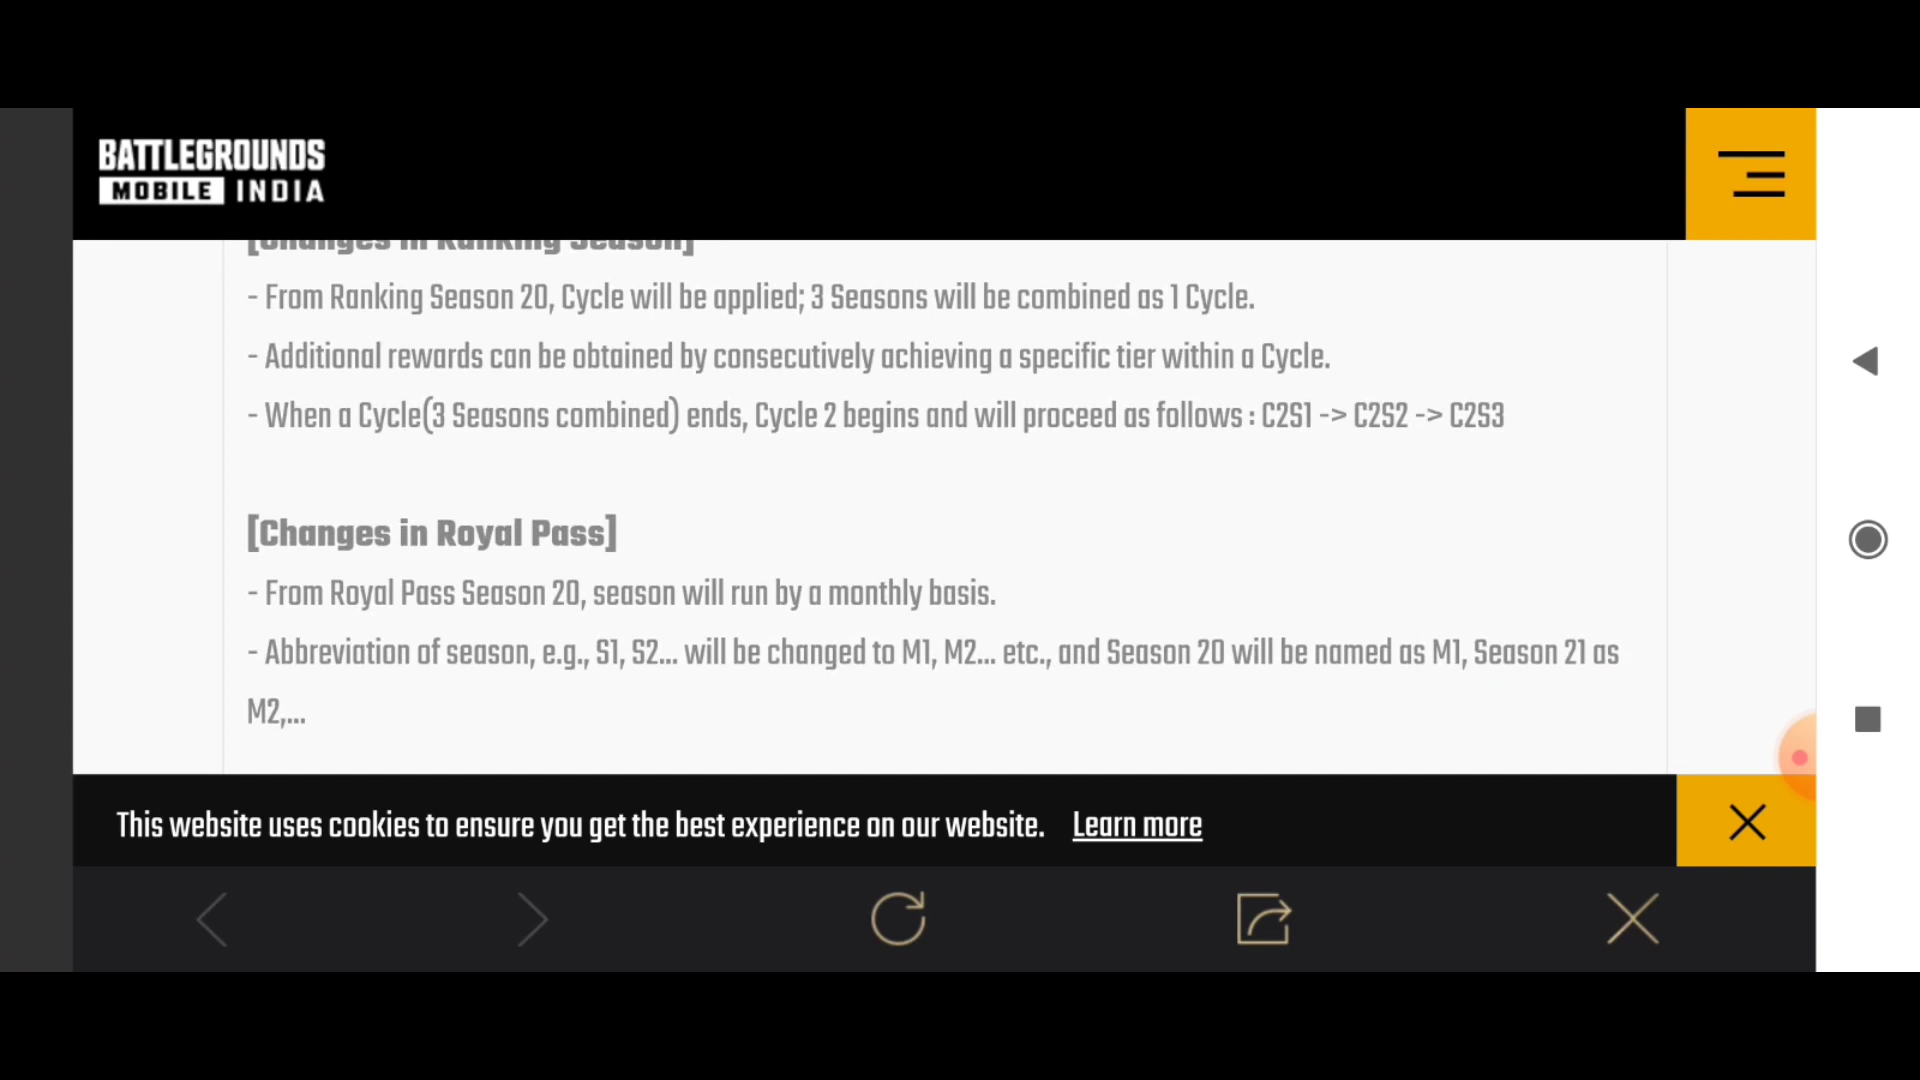 BATTLEGROUNDS
MOBILE INDIA
[Changes in Ranking Season]
- From Ranking Season 20, Cycle will be applied; 3 Seasons will be combined as 1 Cycle.
- Additional rewards can be obtained by consecutively achieving a specific tier within a Cycle.
- When a Cycle(3 Seasons combined) ends, Cycle 2 begins and will proceed as follows : C2S1 -> C2S2 -> C2S3
[Changes in Royal Pass]
- From Royal Pass Season 20, season will run by a monthly basis.
- Abbreviation of season, e.g., S1, S2... will be changed to M1, M2... etc., and Season 20 will be named as M1, Season 21 as
M2,...
This website uses cookies to ensure you get the best experience on our website. Learn more